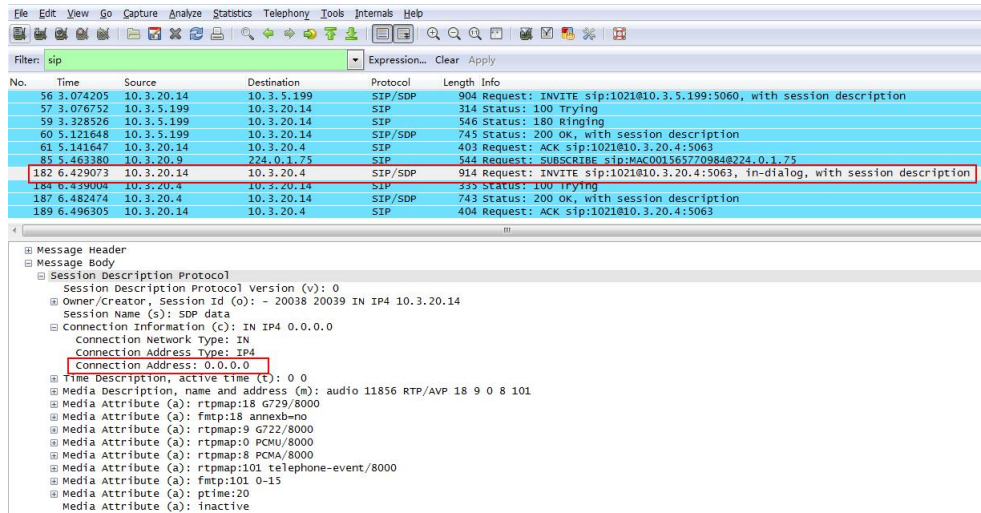 File Edit View Go Capture Analyze Statistics Telephony Tools Internals Help
Filter: sip Expression... Clear Apply
No. Time Source Destination Protocol Length Info
56 3.074205 10.3.20.14 10.3.5.199 SIP/SDP 904 Request: INVITE sip:1021@10.3.5.199:5060, with session description
57 3.076752 10.3.5.199 10.3.20.14 SIP 314 Status: 100 Trying
59 3.328526 10.3.5.199 10.3.20.14 SIP 546 Status: 180 Ringing
60 5.121648 10.3.5.199 10.3.20.14 SIP/SDP 745 Status: 200 OK, with session description
61 5.141647 10.3.20.14 10.3.20.4 SIP 403 Request: ACK sip:1021@10.3.20.4:5063
85 5.463380 10.3.20.9 224.0.1.75 SIP 544 Request: SUBSCRIBE sip:MAC001565770984@224.0.1.75
182 6.429073 10.3.20.14 10.3.20.4 SIP/SDP 914 Request: INVITE sip:1021@10.3.20.4:5063, in-dialog, with session description
184 6.439004 10.3.20.4 10.3.20.14 SIP 335 Status: 100 Trying
187 6.482474 10.3.20.4 10.3.20.14 SIP/SDP 743 Status: 200 OK, with session description
189 6.496305 10.3.20.14 10.3.20.4 SIP 404 Request: ACK sip:1021@10.3.20.4:5063
Message Header
Message Body
Session Description Protocol
Session Description Protocol Version (v): 0
Owner/Creator, Session Id (o): - 20038 20039 IN IP4 10.3.20.14
Session Name (s): SDP data
Connection Information (c): IN IP4 0.0.0.0
Connection Network Type: IN
Connection Address Type: IP4
Connection Address: 0.0.0.0
Time Description, active time (t): 0 0
Media Description, name and address (m): audio 11856 RTP/AVP 18 9 0 8 101
Media Attribute (a): rtpmap:18 G729/8000
Media Attribute (a): fmtp:18 annexb=no
Media Attribute (a): rtpmap:9 G722/8000
Media Attribute (a): rtpmap:0 PCMU/8000
Media Attribute (a): rtpmap:8 PCMA/8000
Media Attribute (a): rtpmap:101 telephone-event/8000
Media Attribute (a): fmtp:101 0-15
Media Attribute (a): ptime:20
Media Attribute (a): inactive